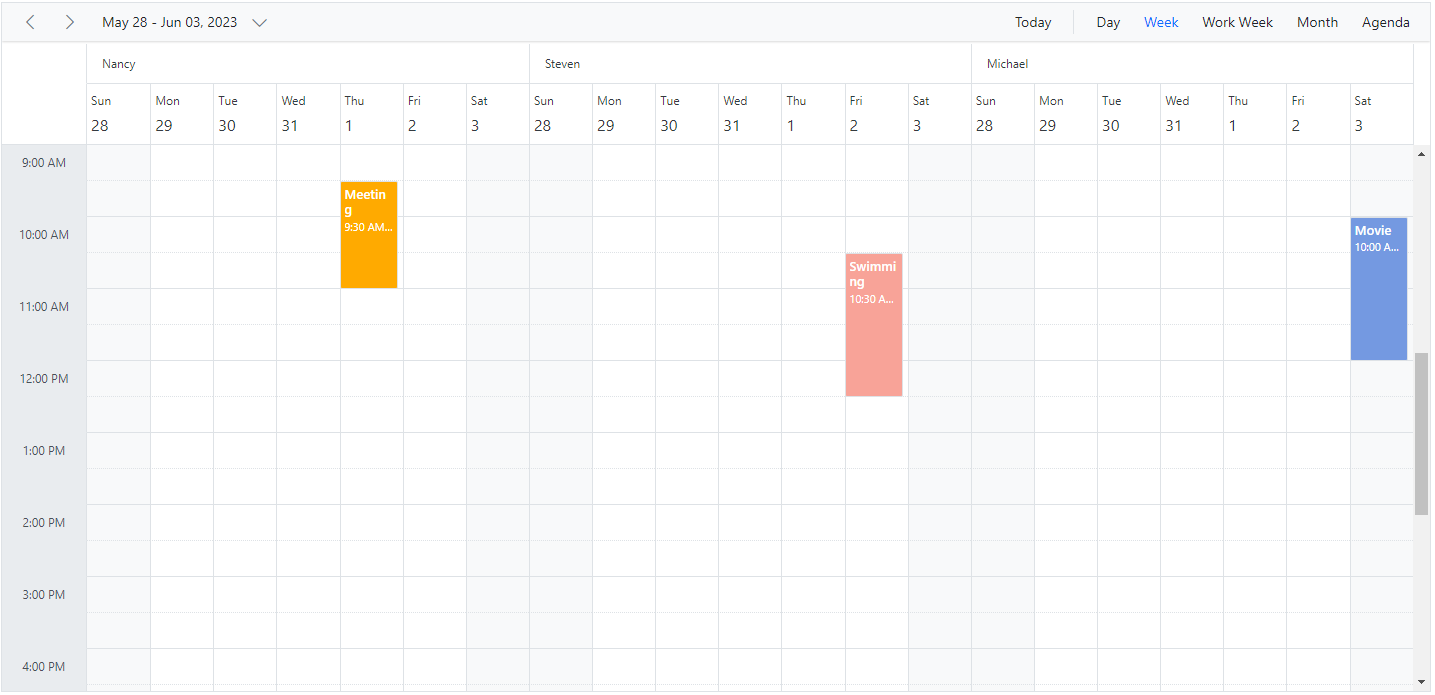 May 28 - Jun 03, 2023 Today Day Week Work Week Month Agenda
Nancy Steven Michael
Sun Mon Tue Wed Thu Fri Sat Sun Mon Tue Wed Thu Fri Sat Sun Mon Tue Wed Thu Fri Sat
28 29 30 31 1 2 3 28 29 30 31 1 2 3 28 29 30 31 1 2 3
9:00 AM
Meetin
g
9:30 AM...
10:00 AM
Movie
10:00 A...
Swimmi
ng
10:30 A...
11:00 AM
12:00 PM
1:00 PM
2:00 PM
3:00 PM
4:00 PM